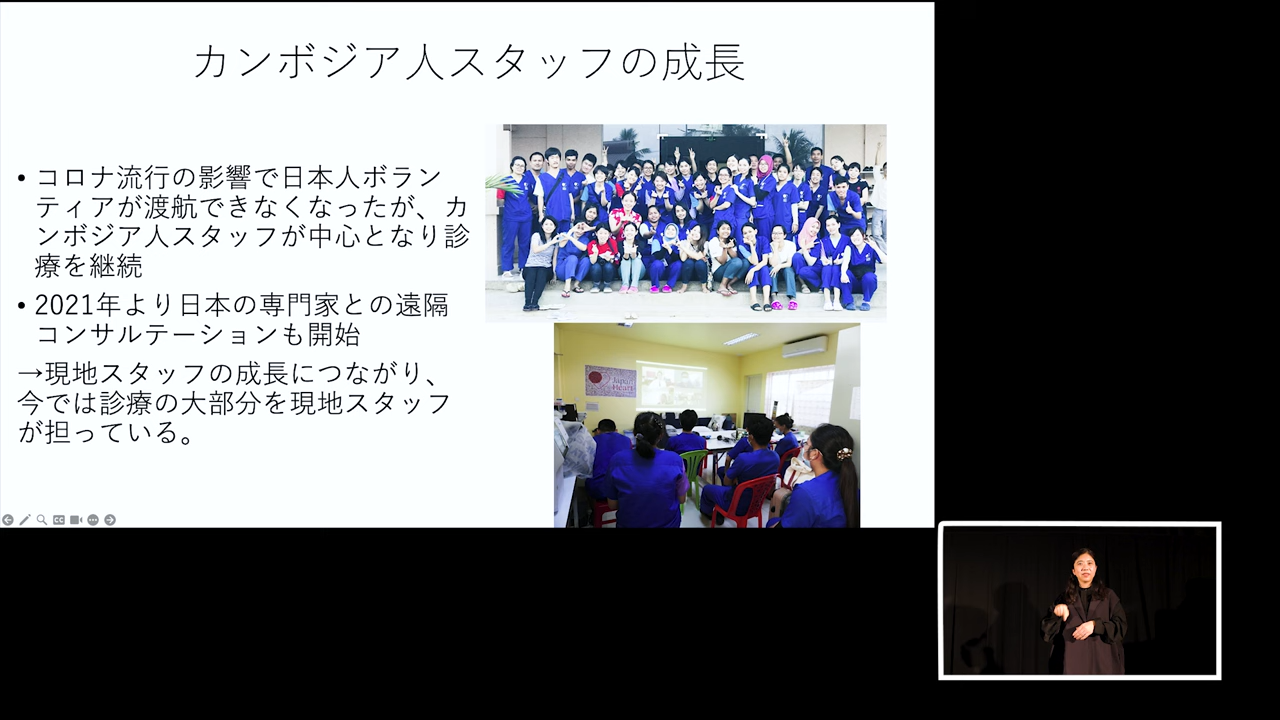 カンボジア人スタッフの成長
• コロナ流行の影響で日本人ボラン
ティアが渡航できなくなったが、カ
ンボジア人スタッフが中心となり診
療を継続
• 2021年より日本の専門家との遠隔
コンサルテーションも開始
→現地スタッフの成長につながり、
今では診療の大部分を現地スタッフ
が担っている。
Japan
Heart
CC